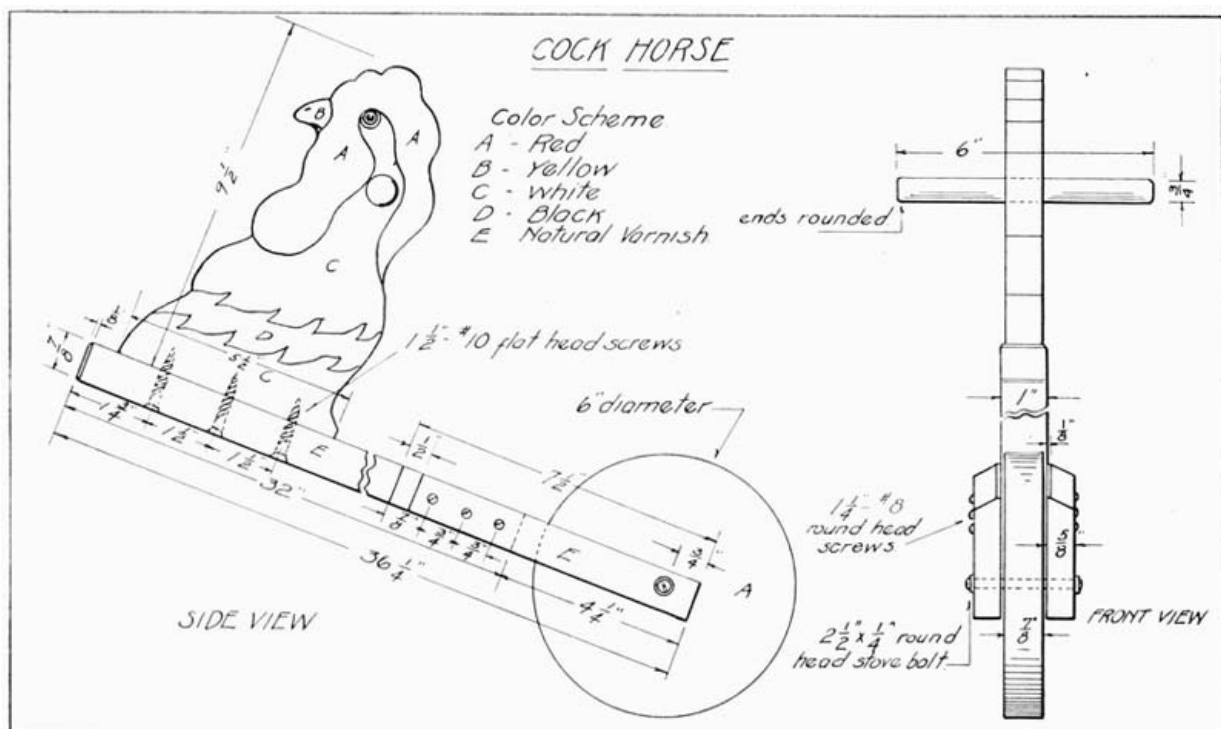 COCK HORSE
Color Scheme
A - Red
B - Yellow
C - White
D - Black
E Natural Varnish
B
A
A
C
D
C
E
9 1/2"
7/8
1 1/2" - #10 flat head screws
6" diameter
1/2
7 1/2"
1 1/2
1 1/2
32"
36 1/4"
3/4
3/4
4 1/4"
E
A
SIDE VIEW
6"
3/4
ends rounded
1"
1/8"
1 1/4" #8
round head
screws
5/8
7/8
2 1/2" x 1/4" round
head stove bolt
FRONT VIEW